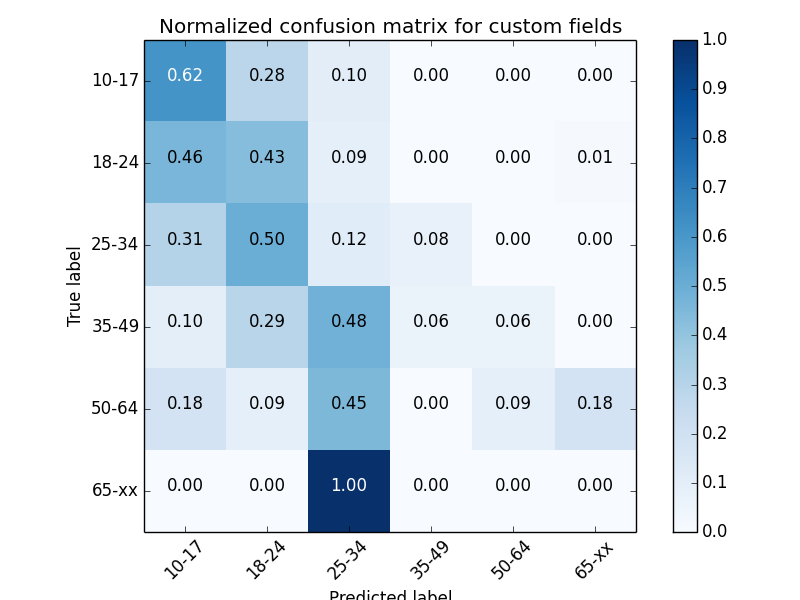 Normalized confusion matrix for custom fields
10-17 0.62 0.28 0.10 0.00 0.00 0.00
18-24 0.46 0.43 0.09 0.00 0.00 0.01
25-34 0.31 0.50 0.12 0.08 0.00 0.00
35-49 0.10 0.29 0.48 0.06 0.06 0.00
50-64 0.18 0.09 0.45 0.00 0.09 0.18
65-xx 0.00 0.00 1.00 0.00 0.00 0.00
10-17 18-24 25-34 35-49 50-64 65-xx
True label
Predicted label
1.0
0.9
0.8
0.7
0.6
0.5
0.4
0.3
0.2
0.1
0.0